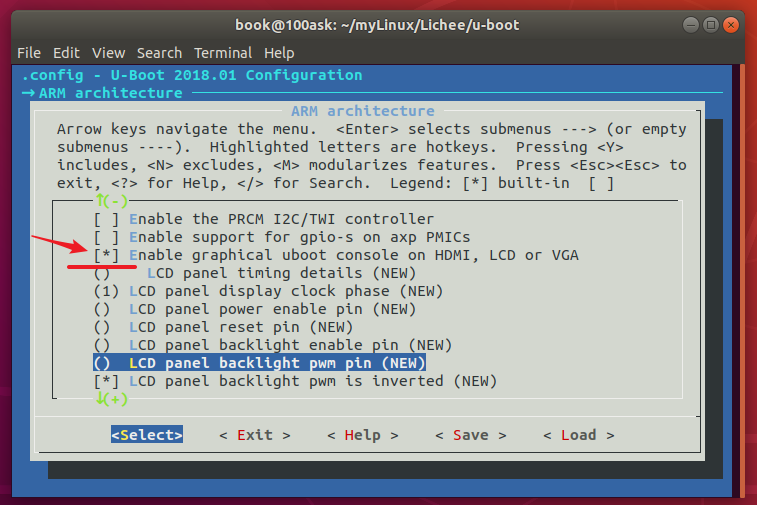 book@100ask: ~/myLinux/Lichee/u-boot
File Edit View Search Terminal Help
.config - U-Boot 2018.01 Configuration
→ ARM architecture
ARM architecture
Arrow keys navigate the menu. <Enter> selects submenus ---> (or empty
submenus ----). Highlighted letters are hotkeys. Pressing <Y>
includes, <N> excludes, <M> modularizes features. Press <Esc><Esc> to
exit, <?> for Help, </> for Search. Legend: [*] built-in [ ]
↑(-)
[ ] Enable the PRCM I2C/TWI controller
[ ] Enable support for gpio-s on axp PMICs
[*] Enable graphical uboot console on HDMI, LCD or VGA
() LCD panel timing details (NEW)
(1) LCD panel display clock phase (NEW)
() LCD panel power enable pin (NEW)
() LCD panel reset pin (NEW)
() LCD panel backlight enable pin (NEW)
() LCD panel backlight pwm pin (NEW)
[*] LCD panel backlight pwm is inverted (NEW)
↓(+)
<Select> < Exit > < Help > < Save > < Load >